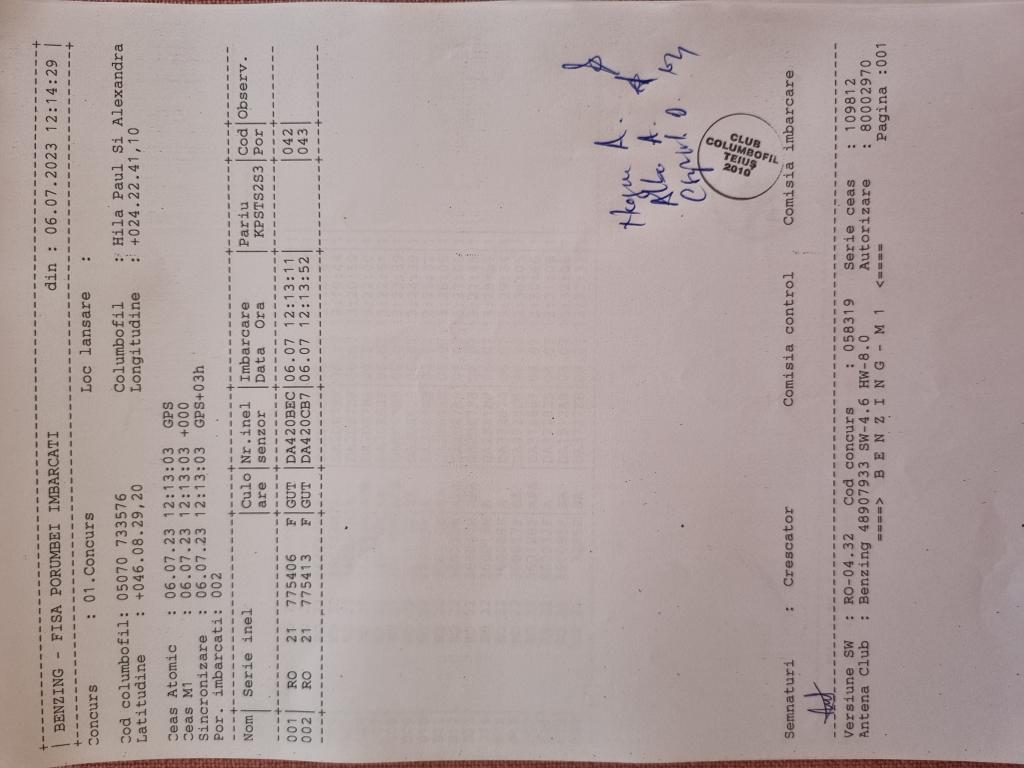 BENZING - FISA PORUMBEI IMBARCATI din : 06.07.2023 12:14:29
Concurs : 01.Concurs Loc lansare :
Cod columbofil: 05070 733576 Columbofil : Hila Paul Si Alexandra
Latitudine : +046.08.29,20 Longitudine : +024.22.41,10
Ceas Atomic : 06.07.23 12:13:03 GPS
Ceas M1 : 06.07.23 12:13:03 +000
Sincronizare : 06.07.23 12:13:03 GPS+03h
Por. imbarcati: 002
Nom| Serie inel |Culo|Nr.inel |Imbarcare |Pariu |Cod|Observ.
| |are |senzor |Data Ora | KPSTS2S3|Por|
001| RO 21 775406 F|GUT |DA420BEC|06.07 12:13:11| |042|
002| RO 21 775413 F|GUT |DA420CB7|06.07 12:13:52| |043|
A.
A.
CLUB
COLUMBOFIL
TEIUS
2010
Semnaturi : Crescator Comisia control Comisia imbarcare
Versiune SW : RO-04.32 Cod concurs : 058319 Serie ceas : 109812
Antena Club : Benzing 48907933 SW-4.6 HW-8.0 Autorizare : 80002970
====> B E N Z I N G - M 1 <==== Pagina :001